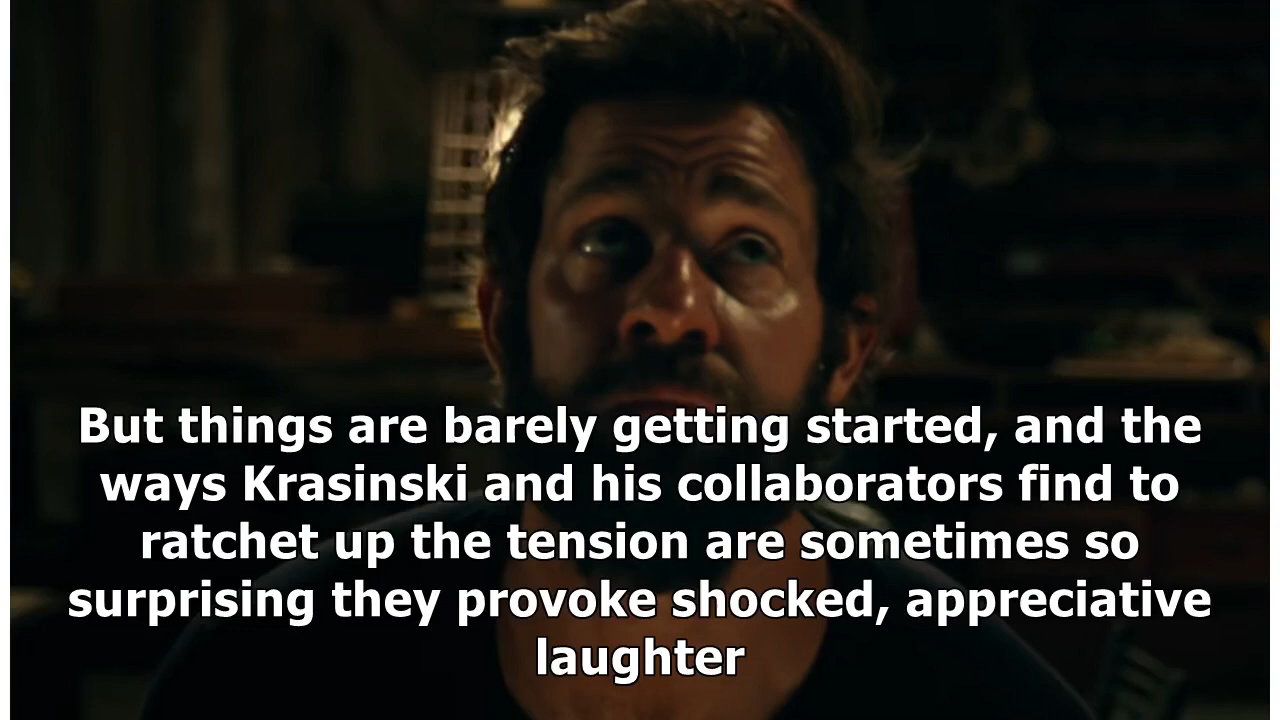 But things are barely getting started, and the
ways Krasinski and his collaborators find to
ratchet up the tension are sometimes so
surprising they provoke shocked, appreciative
laughter